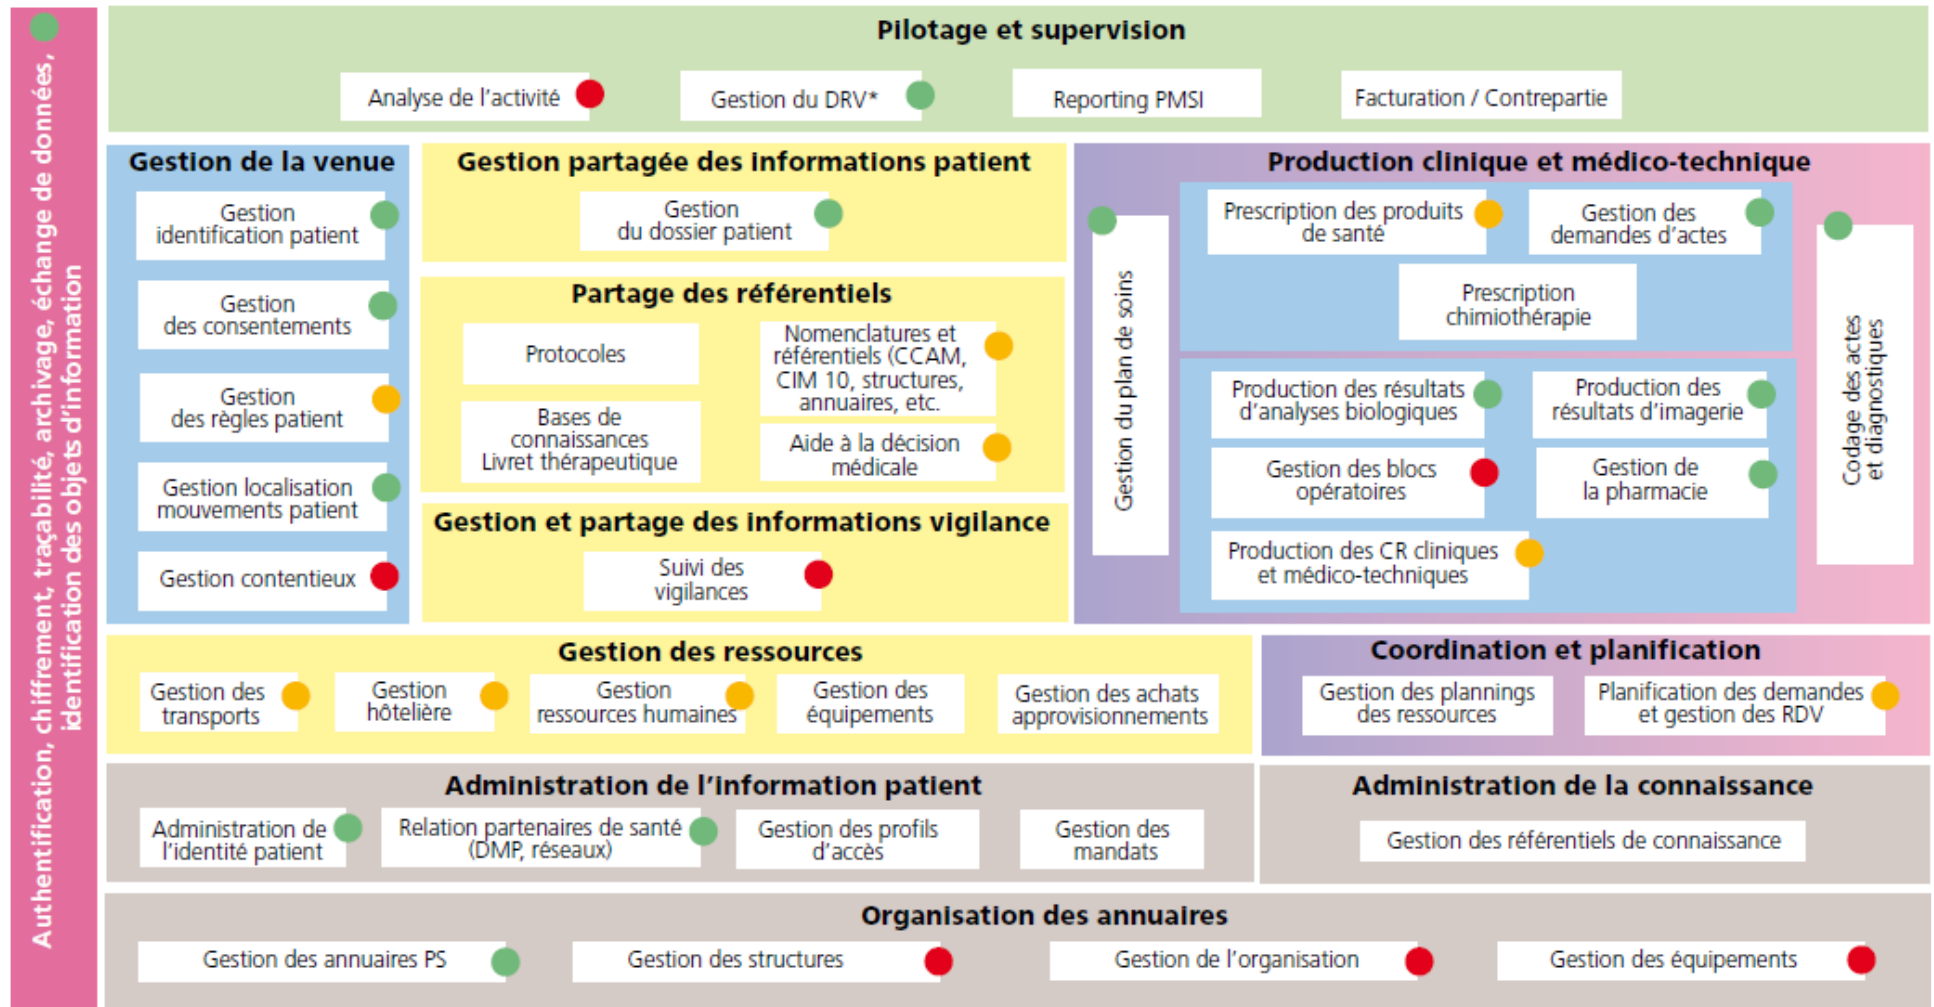 Authentification, chiffrement, traçabilité, archivage, échange de données,
identification des objets d’information
Pilotage et supervision
Analyse de l’activité
Gestion du DRV*
Reporting PMSI
Facturation / Contrepartie
Gestion de la venue
Gestion
identification patient
Gestion
des consentements
Gestion
des règles patient
Gestion localisation
mouvements patient
Gestion contentieux
Gestion partagée des informations patient
Gestion
du dossier patient
Partage des référentiels
Protocoles
Nomenclatures et
référentiels (CCAM,
CIM 10, structures,
annuaires, etc.
Bases de
connaissances
Livret thérapeutique
Aide à la décision
médicale
Gestion et partage des informations vigilance
Suivi des
vigilances
Production clinique et médico-technique
Gestion du plan de soins
Prescription des produits
de santé
Gestion des
demandes d’actes
Prescription
chimiothérapie
Production des résultats
d’analyses biologiques
Production des
résultats d’imagerie
Gestion des blocs
opératoires
Gestion de
la pharmacie
Production des CR cliniques
et médico-techniques
Codage des actes
et diagnostiques
Gestion des ressources
Gestion des
transports
Gestion
hôtelière
Gestion
ressources humaines
Gestion des
équipements
Gestion des achats
approvisionnements
Coordination et planification
Gestion des plannings
des ressources
Planification des demandes
et gestion des RDV
Administration de l’information patient
Administration de
l’identité patient
Relation partenaires de santé
(DMP, réseaux)
Gestion des profils
d’accès
Gestion des
mandats
Administration de la connaissance
Gestion des référentiels de connaissance
Organisation des annuaires
Gestion des annuaires PS
Gestion des structures
Gestion de l’organisation
Gestion des équipements